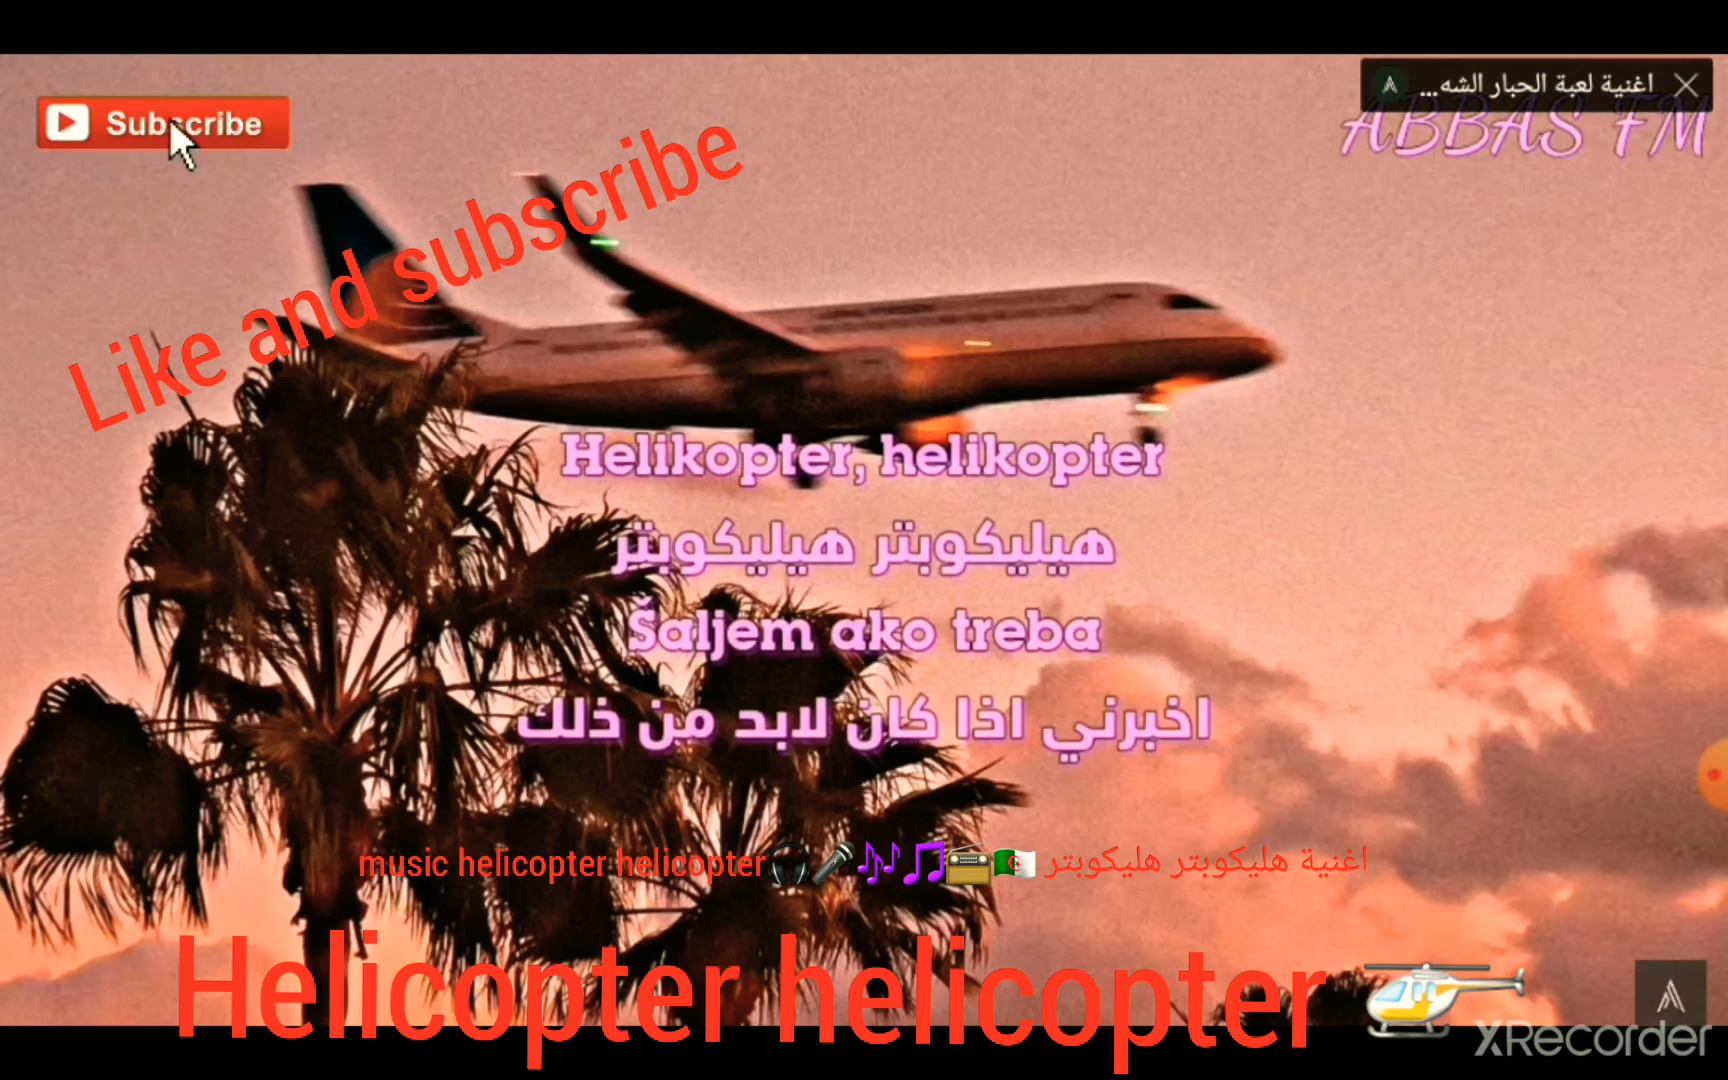 Subscribe
اغنية لعبة الحبار الشه...
ABBAS FM
Like and subscribe
Helikopter, helikopter
هيليكوبتر هيليكوبتر
Šaljem ako treba
اخبرني اذا كان لابد من ذلك
music helicopter helicopter🎧🎤🎶🎵📻🇩🇿 اغنية هليكوبتر هليكوبتر
Helicopter helicopter 🚁
XRecorder